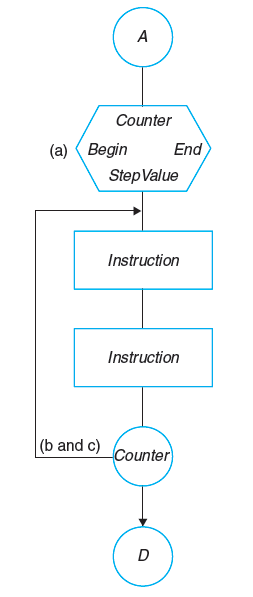 A
Counter
(a) Begin End
StepValue
Instruction
Instruction
(b and c)
Counter
D